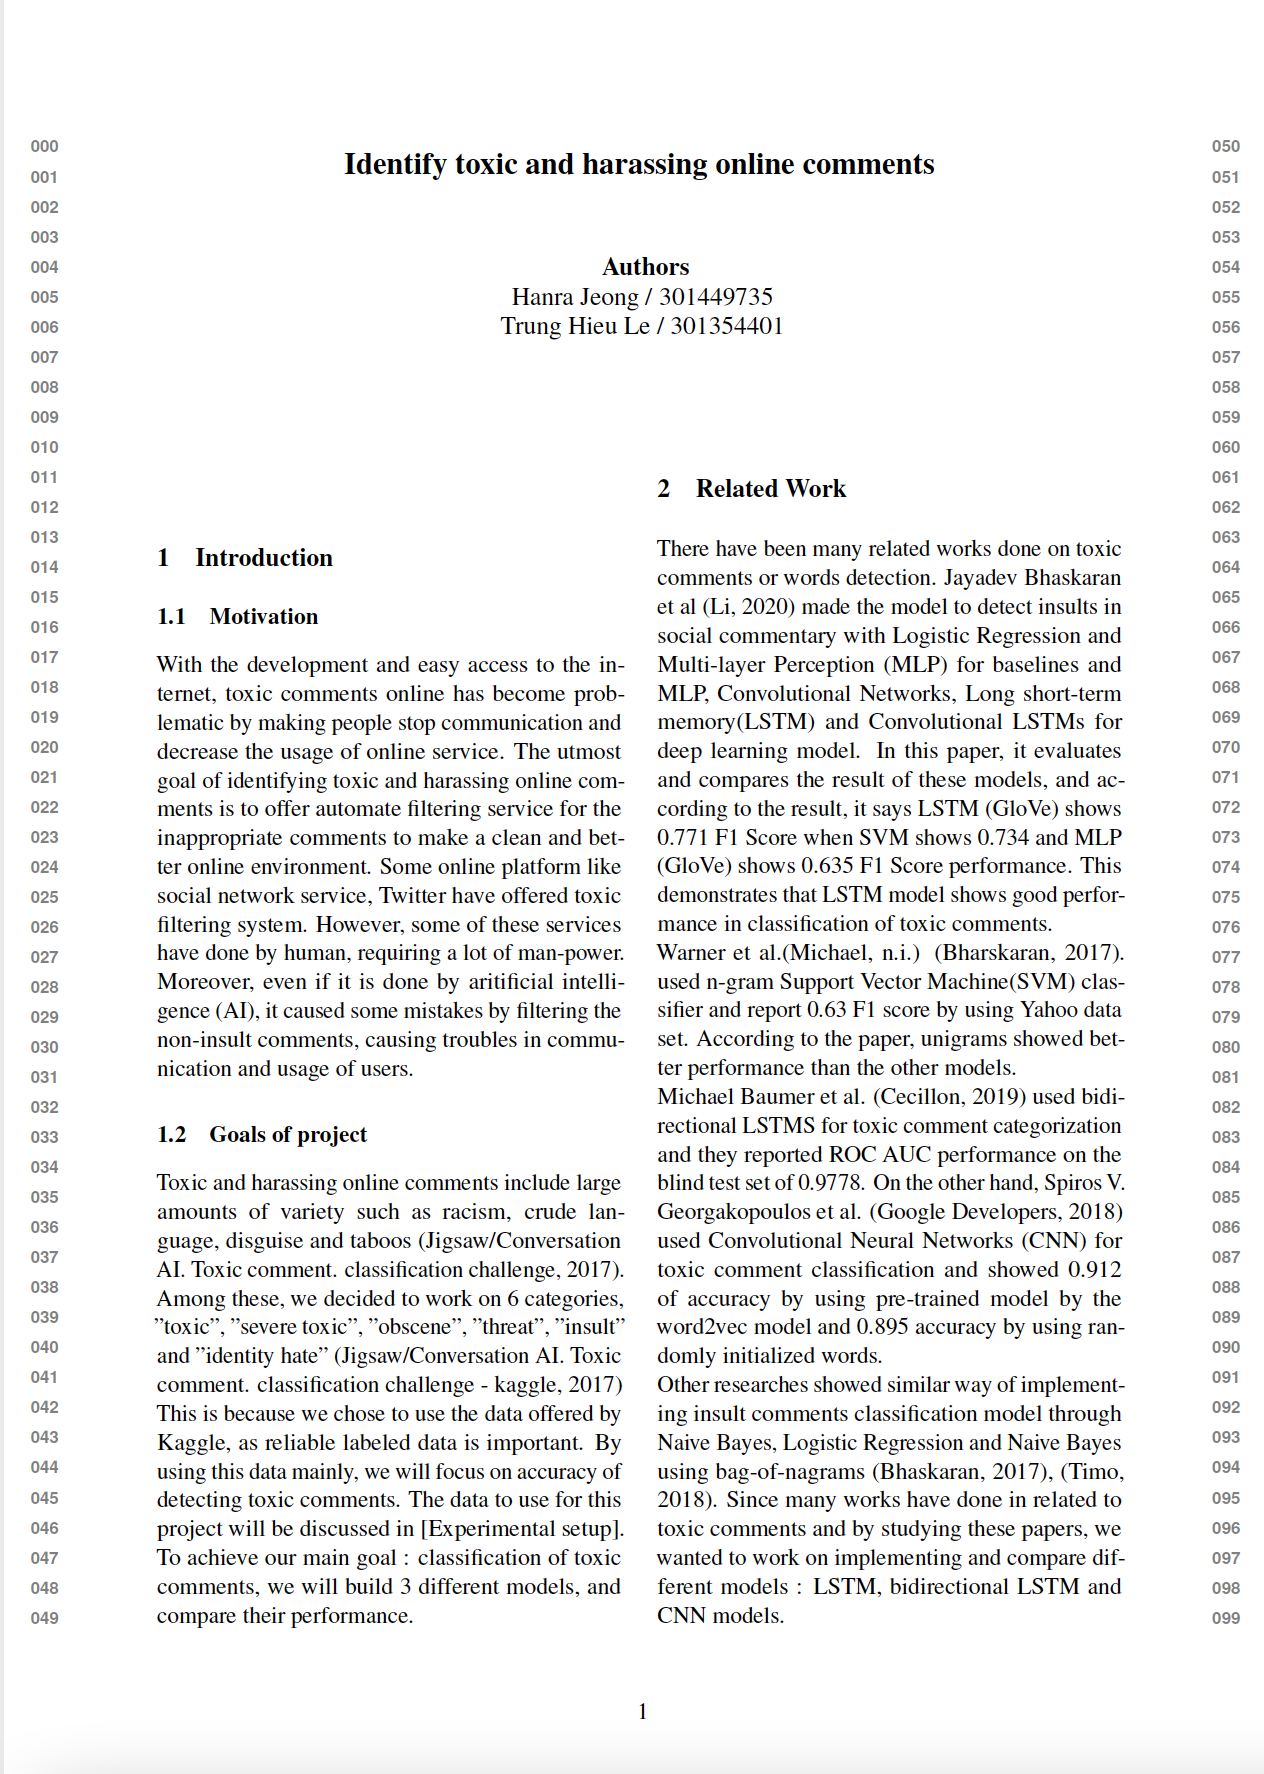 Identify toxic and harassing online comments
Authors
Hanra Jeong / 301449735
Trung Hieu Le / 301354401
000
001
002
003
004
005
006
007
008
009
010
011
012
013
014
015
016
017
018
019
020
021
022
023
024
025
026
027
028
029
030
031
032
033
034
035
036
037
038
039
040
041
042
043
044
045
046
047
048
049
1 Introduction
1.1 Motivation
With the development and easy access to the in-
ternet, toxic comments online has become prob-
lematic by making people stop communication and
decrease the usage of online service. The utmost
goal of identifying toxic and harassing online com-
ments is to offer automate filtering service for the
inappropriate comments to make a clean and bet-
ter online environment. Some online platform like
social network service, Twitter have offered toxic
filtering system. However, some of these services
have done by human, requiring a lot of man-power.
Moreover, even if it is done by aritificial intelli-
gence (AI), it caused some mistakes by filtering the
non-insult comments, causing troubles in commu-
nication and usage of users.
1.2 Goals of project
Toxic and harassing online comments include large
amounts of variety such as racism, crude lan-
guage, disguise and taboos (Jigsaw/Conversation
AI. Toxic comment. classification challenge, 2017).
Among these, we decided to work on 6 categories,
”toxic”, ”severe toxic”, ”obscene”, ”threat”, ”insult”
and ”identity hate” (Jigsaw/Conversation AI. Toxic
comment. classification challenge - kaggle, 2017)
This is because we chose to use the data offered by
Kaggle, as reliable labeled data is important. By
using this data mainly, we will focus on accuracy of
detecting toxic comments. The data to use for this
project will be discussed in [Experimental setup].
To achieve our main goal : classification of toxic
comments, we will build 3 different models, and
compare their performance.
2 Related Work
There have been many related works done on toxic
comments or words detection. Jayadev Bhaskaran
et al (Li, 2020) made the model to detect insults in
social commentary with Logistic Regression and
Multi-layer Perception (MLP) for baselines and
MLP, Convolutional Networks, Long short-term
memory(LSTM) and Convolutional LSTMs for
deep learning model. In this paper, it evaluates
and compares the result of these models, and ac-
cording to the result, it says LSTM (GloVe) shows
0.771 F1 Score when SVM shows 0.734 and MLP
(GloVe) shows 0.635 F1 Score performance. This
demonstrates that LSTM model shows good perfor-
mance in classification of toxic comments.
Warner et al.(Michael, n.i.) (Bharskaran, 2017).
used n-gram Support Vector Machine(SVM) clas-
sifier and report 0.63 F1 score by using Yahoo data
set. According to the paper, unigrams showed bet-
ter performance than the other models.
Michael Baumer et al. (Cecillon, 2019) used bidi-
rectional LSTMS for toxic comment categorization
and they reported ROC AUC performance on the
blind test set of 0.9778. On the other hand, Spiros V.
Georgakopoulos et al. (Google Developers, 2018)
used Convolutional Neural Networks (CNN) for
toxic comment classification and showed 0.912
of accuracy by using pre-trained model by the
word2vec model and 0.895 accuracy by using ran-
domly initialized words.
Other researches showed similar way of implement-
ing insult comments classification model through
Naive Bayes, Logistic Regression and Naive Bayes
using bag-of-nagrams (Bhaskaran, 2017), (Timo,
2018). Since many works have done in related to
toxic comments and by studying these papers, we
wanted to work on implementing and compare dif-
ferent models : LSTM, bidirectional LSTM and
CNN models.
050
051
052
053
054
055
056
057
058
059
060
061
062
063
064
065
066
067
068
069
070
071
072
073
074
075
076
077
078
079
080
081
082
083
084
085
086
087
088
089
090
091
092
093
094
095
096
097
098
099
1